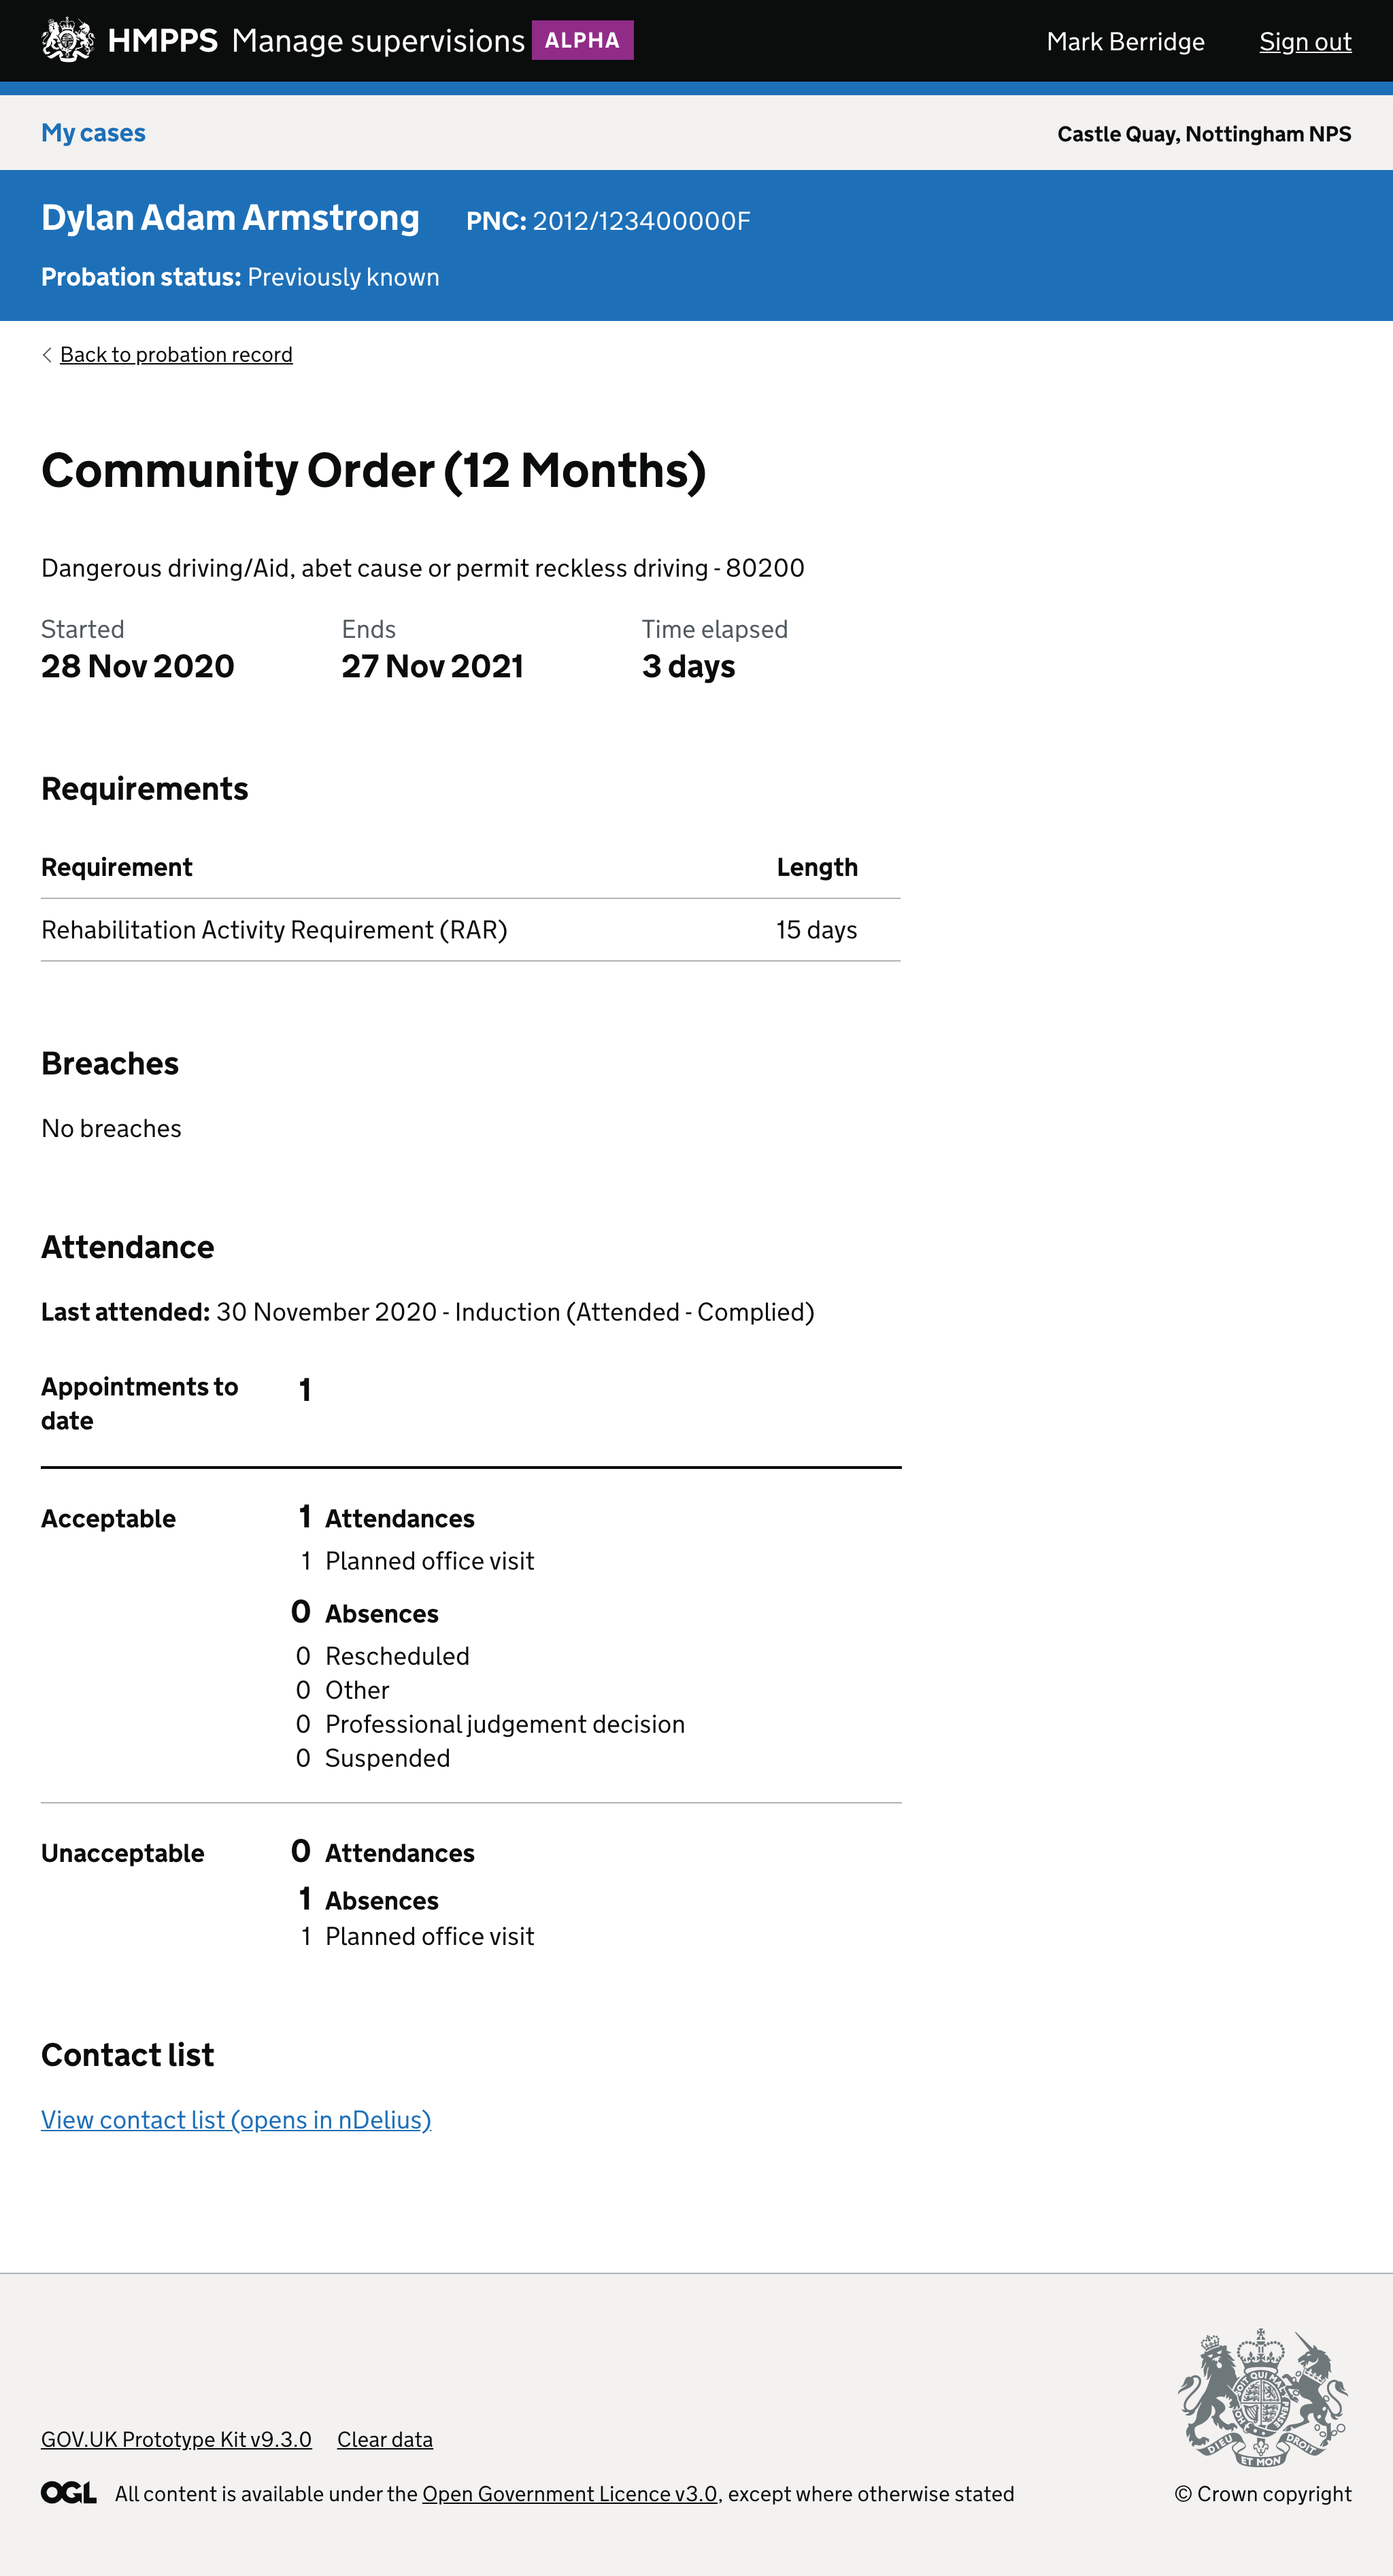 HMPPS Manage supervisions ALPHA Mark Berridge Sign out
My cases Castle Quay, Nottingham NPS
Dylan Adam Armstrong PNC: 2012/123400000F
Probation status: Previously known
Back to probation record
Community Order (12 Months)
Dangerous driving/Aid, abet cause or permit reckless driving - 80200
Started Ends Time elapsed
28 Nov 2020 27 Nov 2021 3 days
Requirements
Requirement Length
Rehabilitation Activity Requirement (RAR) 15 days
Breaches
No breaches
Attendance
Last attended: 30 November 2020 - Induction (Attended - Complied)
Appointments to 1
date
Acceptable 1 Attendances
1 Planned office visit
0 Absences
0 Rescheduled
0 Other
0 Professional judgement decision
0 Suspended
Unacceptable 0 Attendances
1 Absences
1 Planned office visit
Contact list
View contact list (opens in nDelius)
GOV.UK Prototype Kit v9.3.0 Clear data
OGL All content is available under the Open Government Licence v3.0, except where otherwise stated © Crown copyright